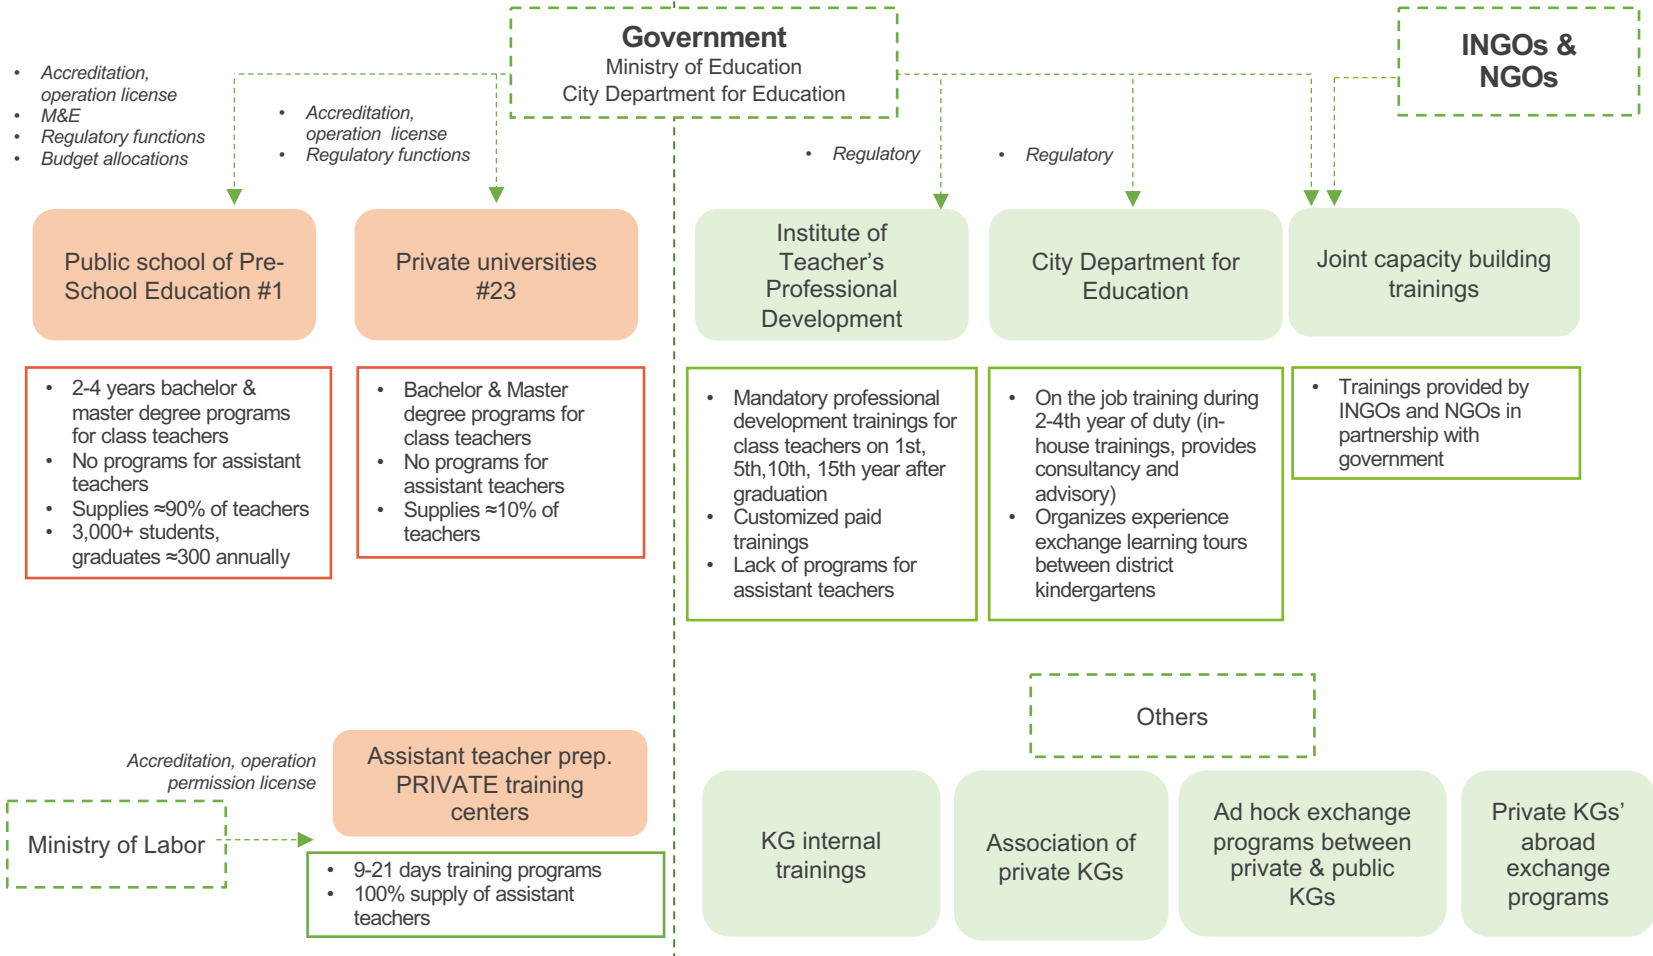 Government
Ministry of Education
City Department for Education
INGOs &
NGOs
• Accreditation,
operation license
• M&E
• Regulatory functions
• Budget allocations
• Accreditation,
operation license
• Regulatory functions
• Regulatory
• Regulatory
Public school of Pre-
School Education #1
Private universities
#23
Institute of
Teacher’s
Professional
Development
City Department for
Education
Joint capacity building
trainings
• 2-4 years bachelor &
master degree programs
for class teachers
• No programs for assistant
teachers
• Supplies ≈90% of teachers
• 3,000+ students,
graduates ≈300 annually
• Bachelor & Master
degree programs for
class teachers
• No programs for
assistant teachers
• Supplies ≈10% of
teachers
• Mandatory professional
development trainings for
class teachers on 1st,
5th,10th, 15th year after
graduation
• Customized paid
trainings
• Lack of programs for
assistant teachers
• On the job training during
2-4th year of duty (in-
house trainings, provides
consultancy and
advisory)
• Organizes experience
exchange learning tours
between district
kindergartens
• Trainings provided by
INGOs and NGOs in
partnership with
government
Others
Accreditation, operation
permission license
Ministry of Labor
Assistant teacher prep.
PRIVATE training
centers
• 9-21 days training programs
• 100% supply of assistant
teachers
KG internal
trainings
Association of
private KGs
Ad hock exchange
programs between
private & public
KGs
Private KGs’
abroad
exchange
programs